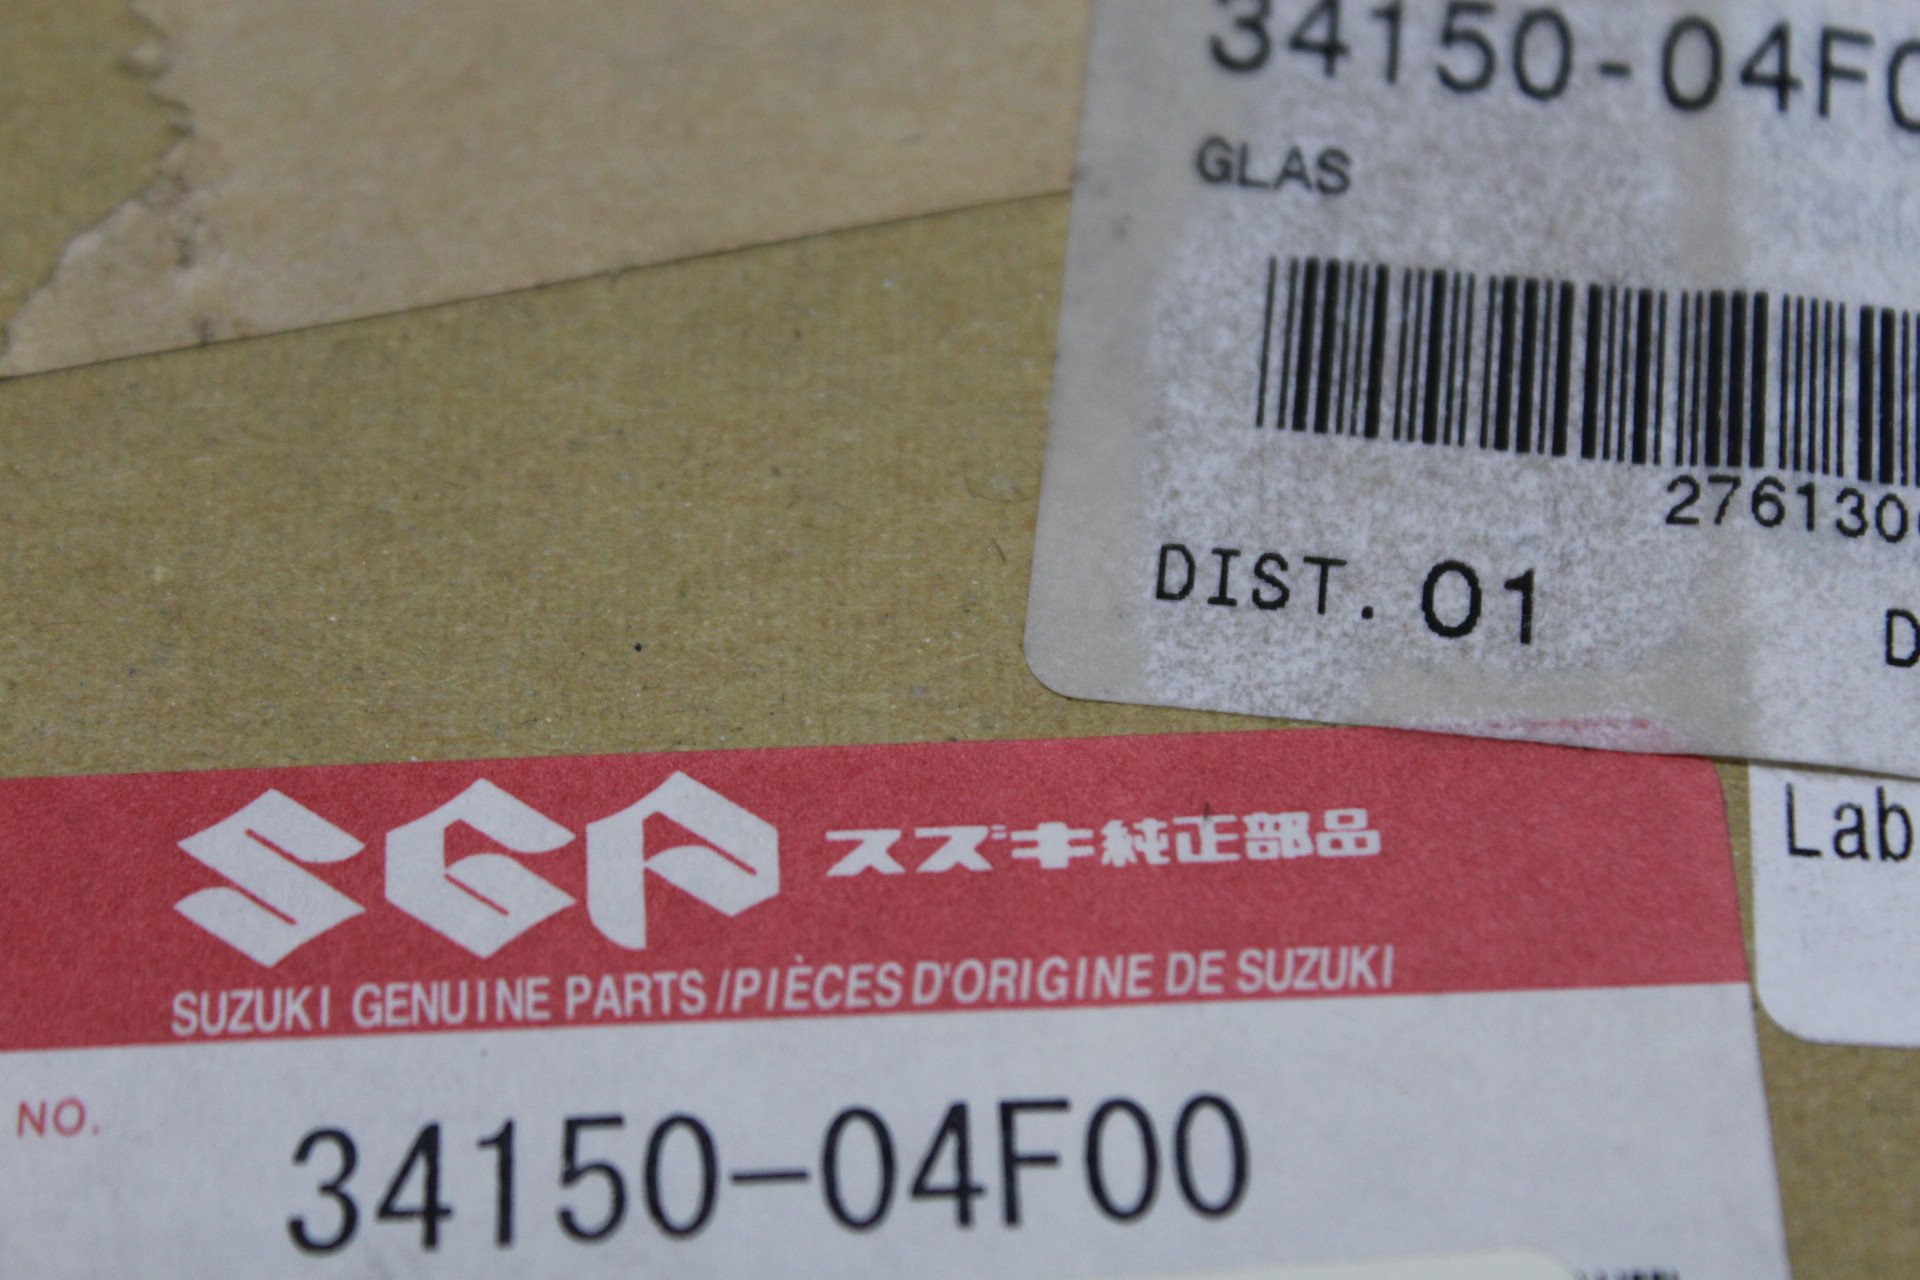 34150-04F0
GLAS
276130
DIST. 01
D
Lab
SGP スズキ純正部品
SUZUKI GENUINE PARTS/PIÈCES D'ORIGINE DE SUZUKI
NO.
34150-04F00